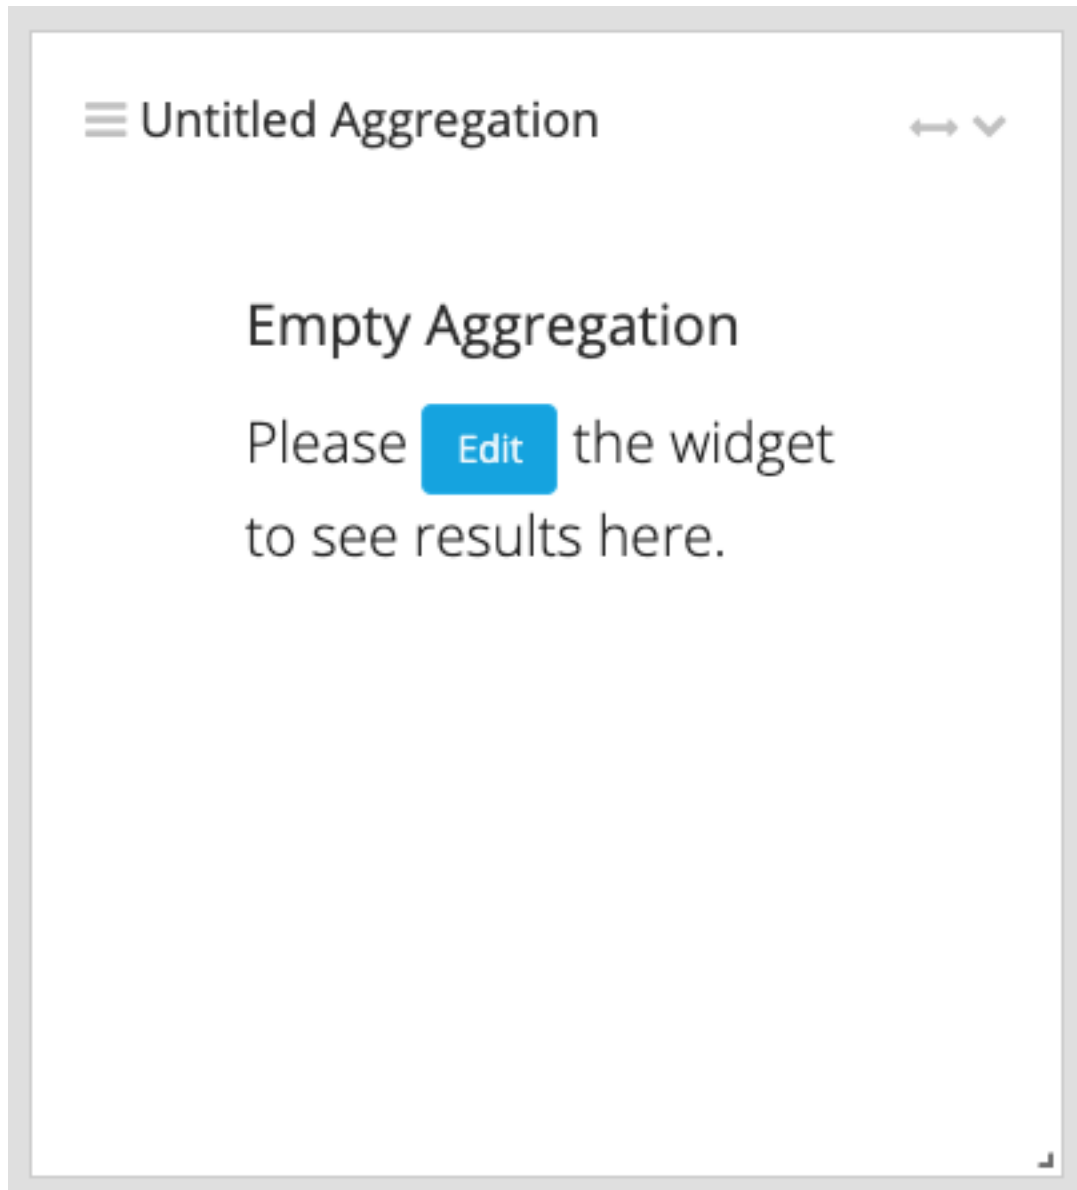 Untitled Aggregation
Empty Aggregation
Please Edit the widget
to see results here.